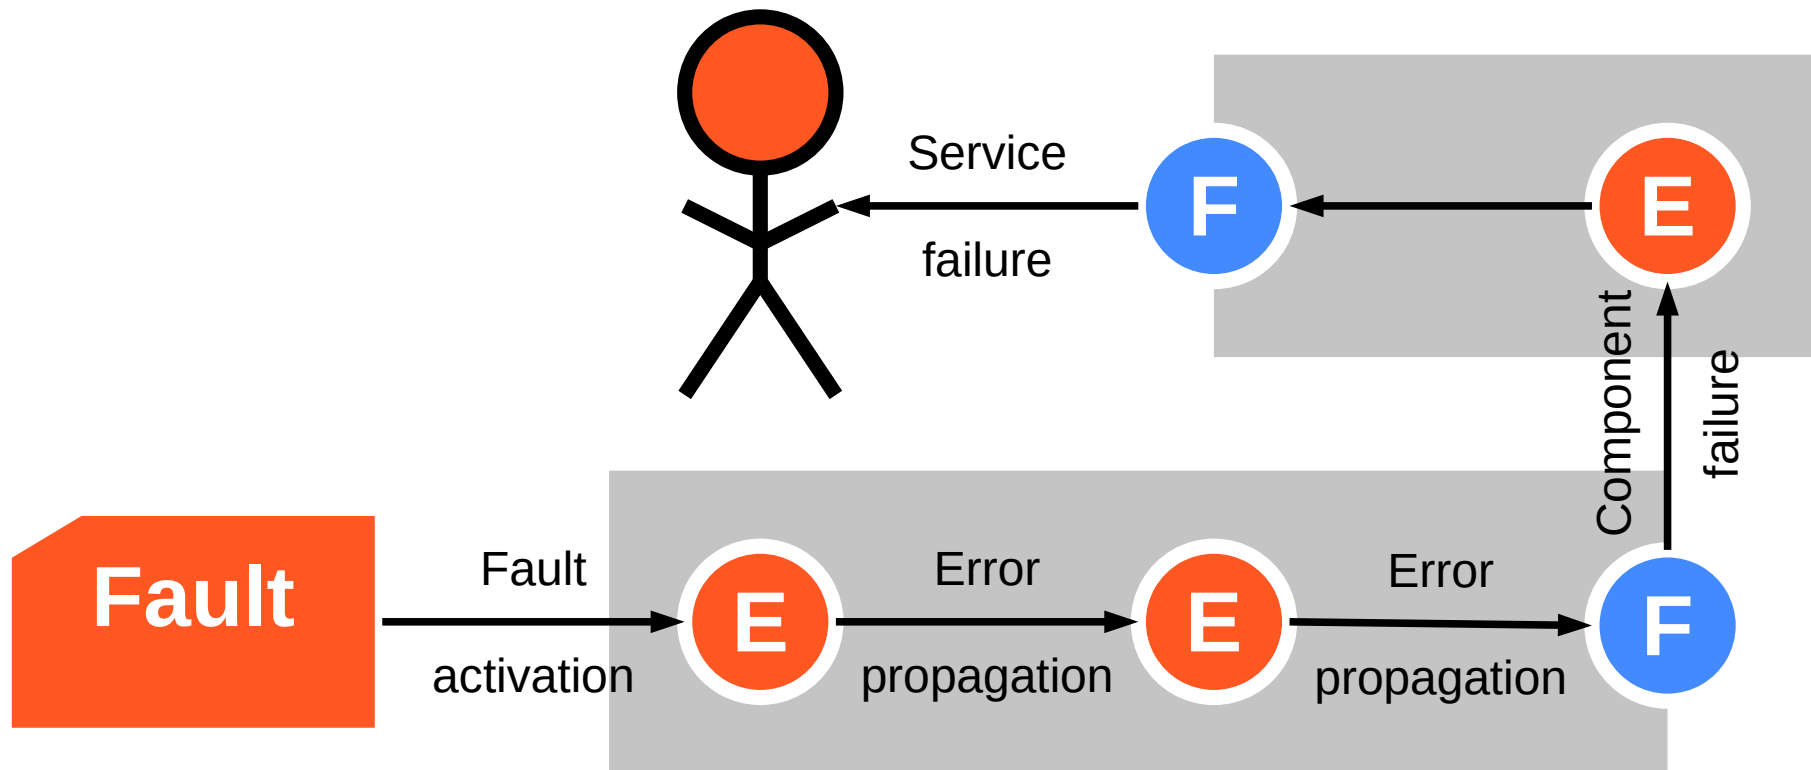 Service
F
E
failure
Component
failure
Fault
Fault
activation
E
Error
propagation
E
Error
propagation
F